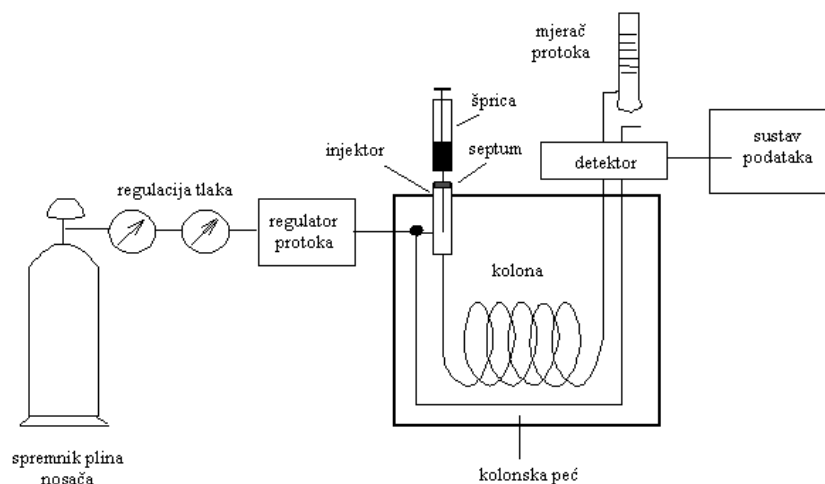 mjerač
protoka
šprica
injektor
septum
detektor
sustav
podataka
regulacija tlaka
regulator
protoka
kolona
spremnik plina
nosača
kolonska peć